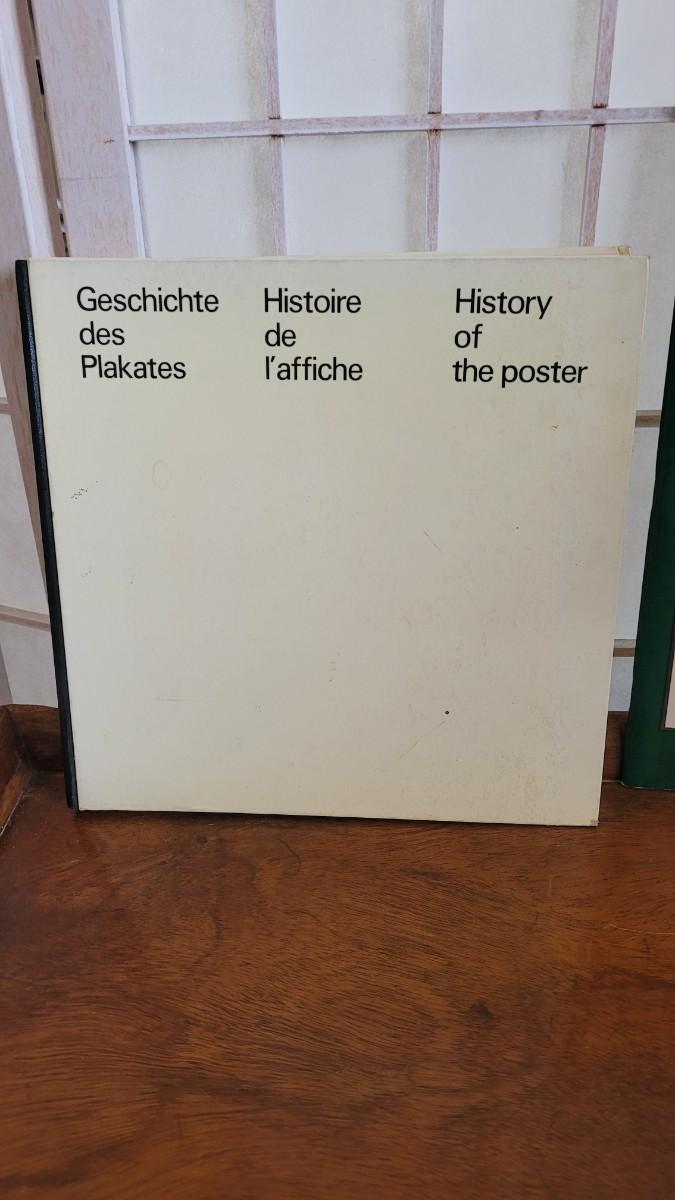 Geschichte
des
Plakates
Histoire
de
l'affiche
History
of
the poster